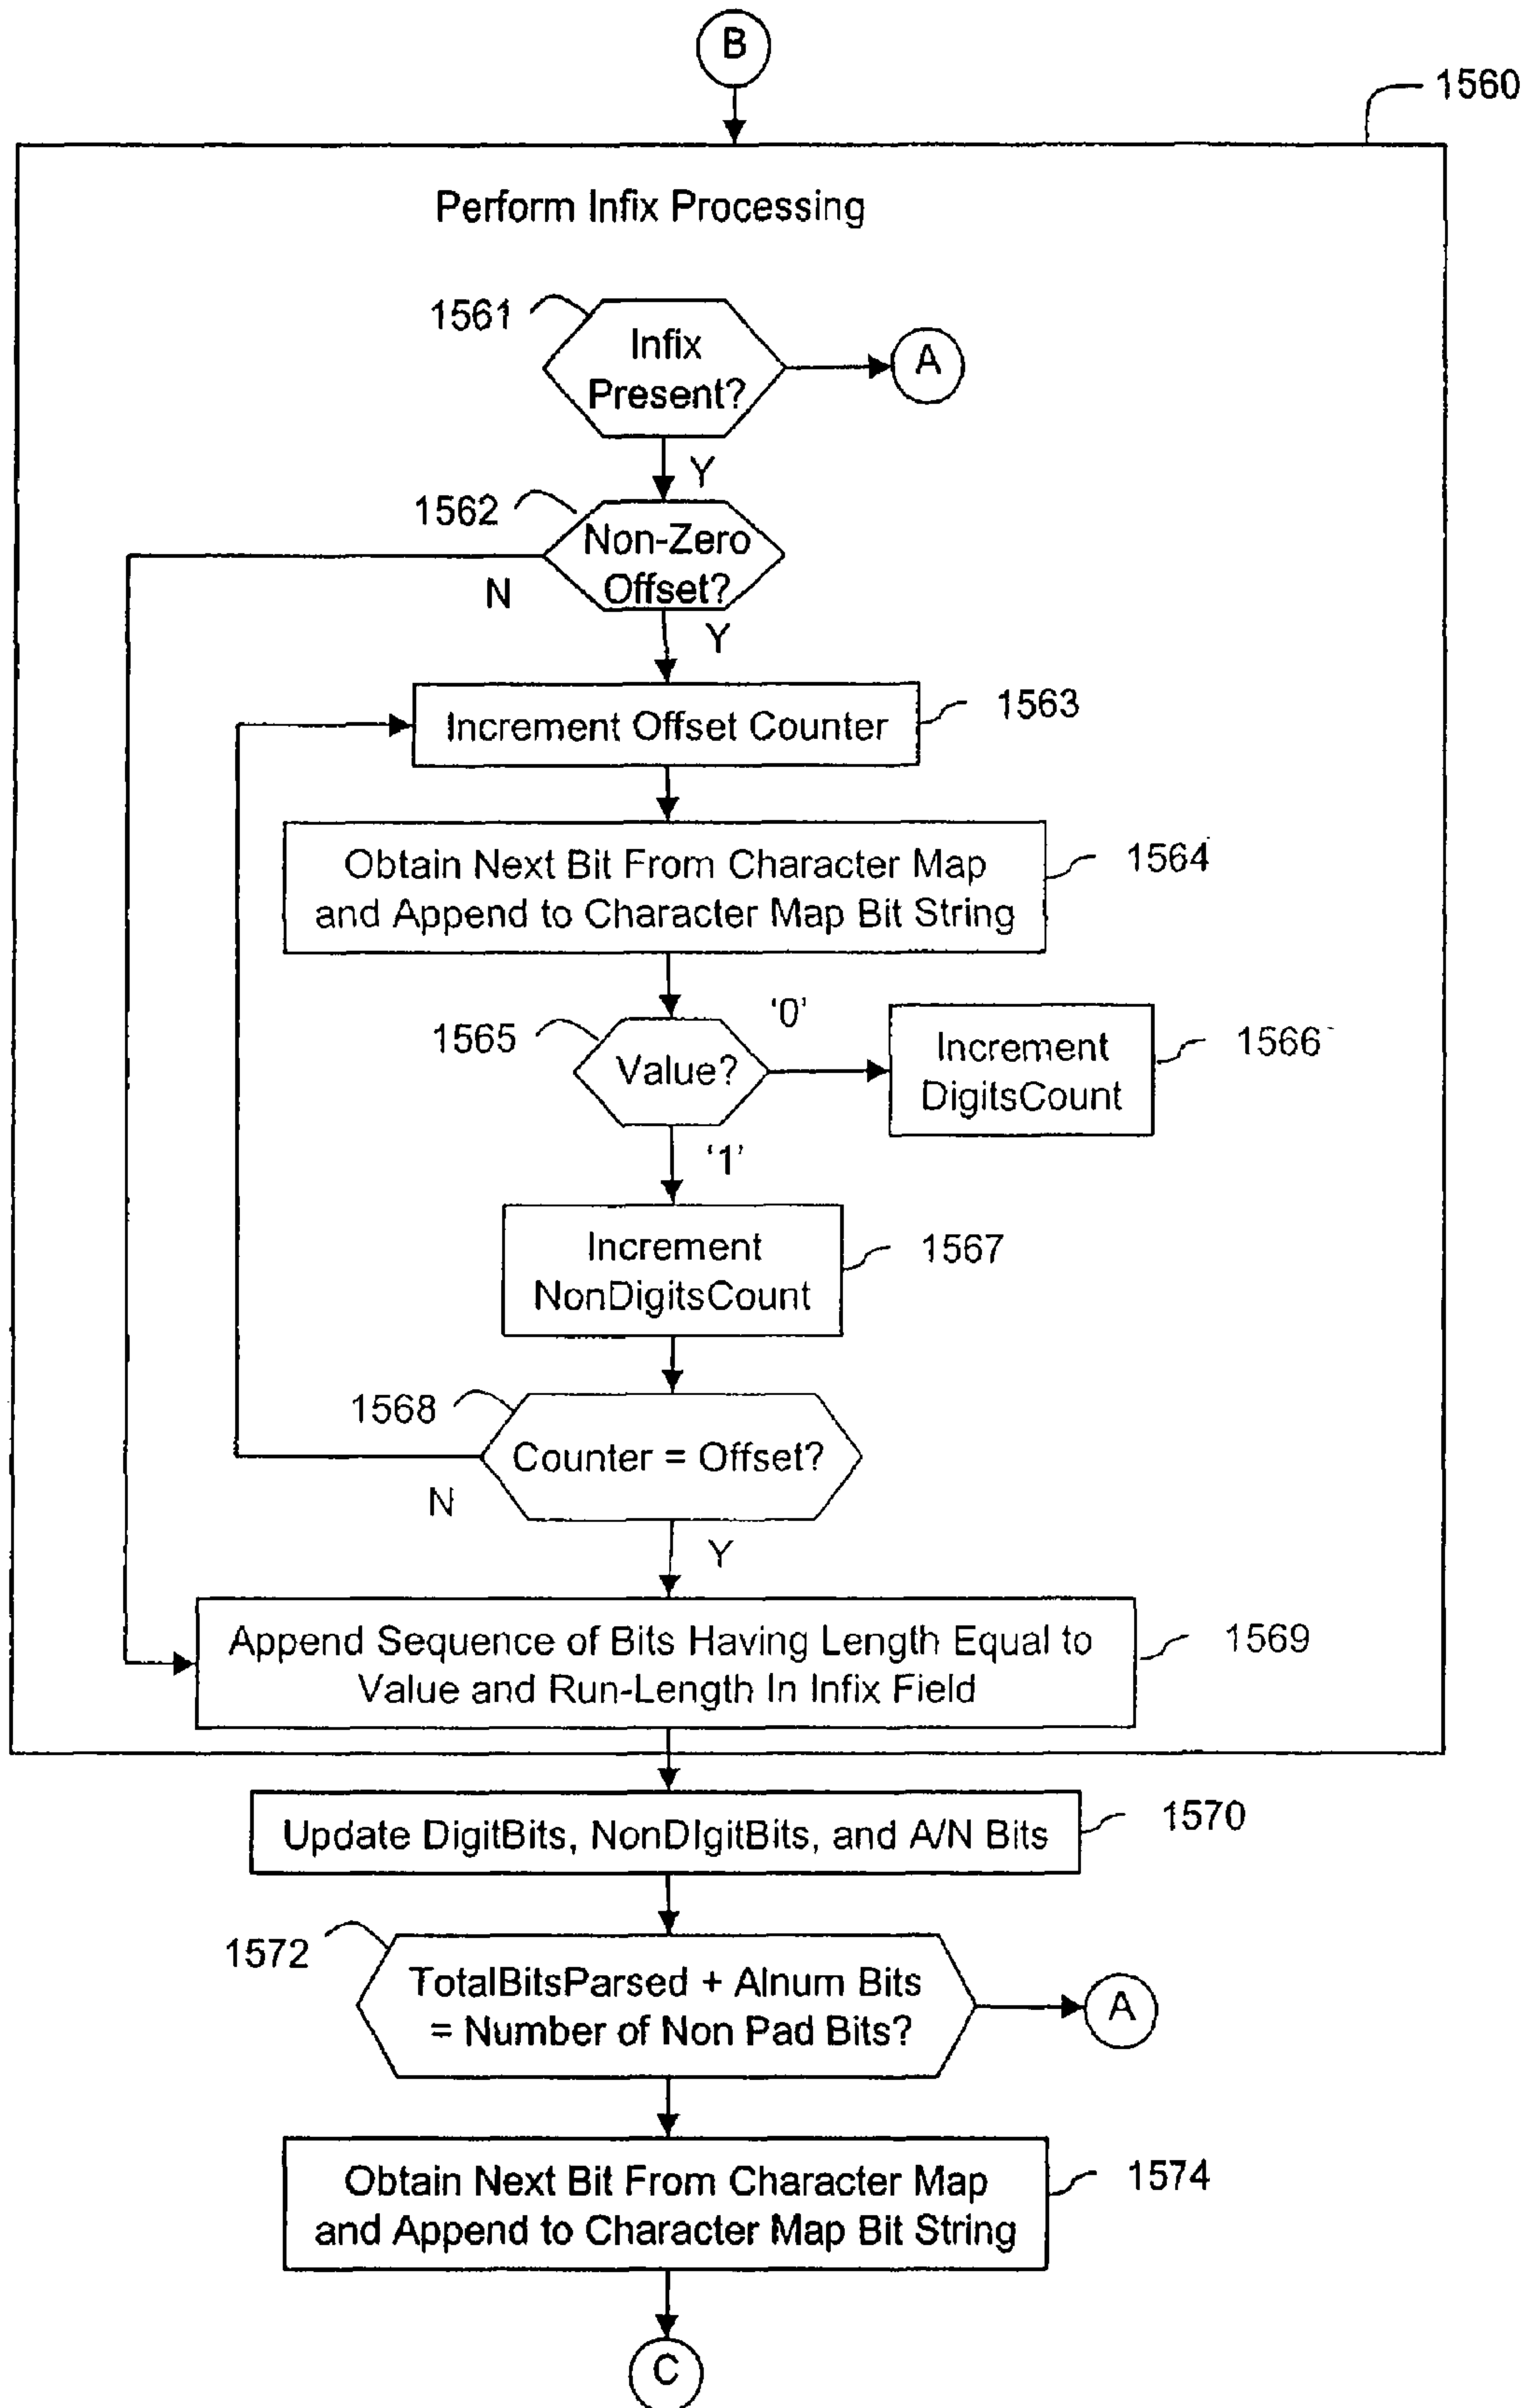 B
1560
Perform Infix Processing
1561
Infix
Present?
A
Y
1562
Non-Zero
Offset?
N
Y
Increment Offset Counter
1563
Obtain Next Bit From Character Map
and Append to Character Map Bit String
1564
1565
Value?
'0'
Increment
DigitsCount
1566
'1'
Increment
NonDigitsCount
1567
1568
Counter = Offset?
N
Y
Append Sequence of Bits Having Length Equal to
Value and Run-Length In Infix Field
1569
Update DigitBits, NonDIgitBits, and A/N Bits
1570
1572
TotalBitsParsed + Alnum Bits
= Number of Non Pad Bits?
A
Obtain Next Bit From Character Map
and Append to Character Map Bit String
1574
C